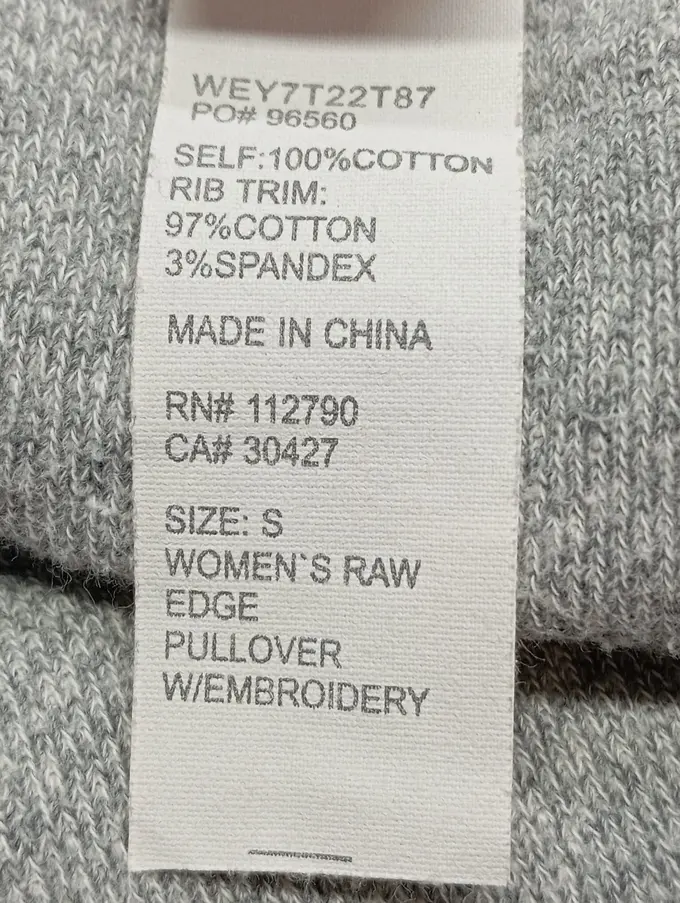 WEY7T22T87
PO# 96560
SELF:100%COTTON
RIB TRIM:
97%COTTON
3%SPANDEX
MADE IN CHINA
RN# 112790
CA# 30427
SIZE: S
WOMEN`S RAW
EDGE
PULLOVER
W/EMBROIDERY